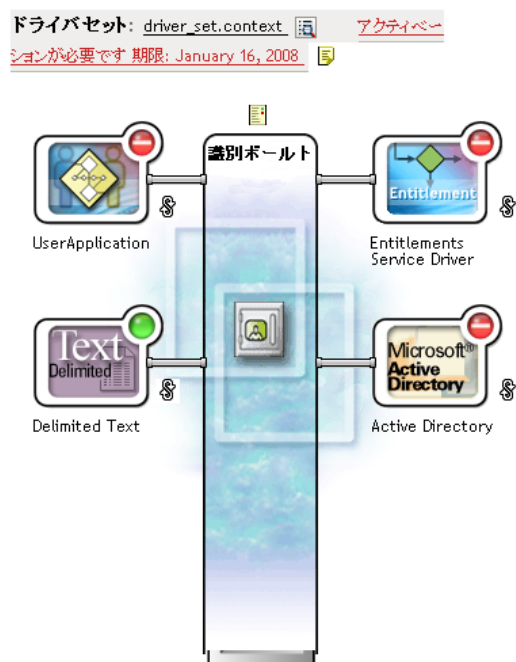 ドライバセット: driver_set.context アクティベー
ションが必要です 期限: January 16, 2008
識別ボールト
UserApplication
Entitlement
Entitlements
Service Driver
Text
Delimited
Delimited Text
Microsoft®
Active
Directory
Active Directory